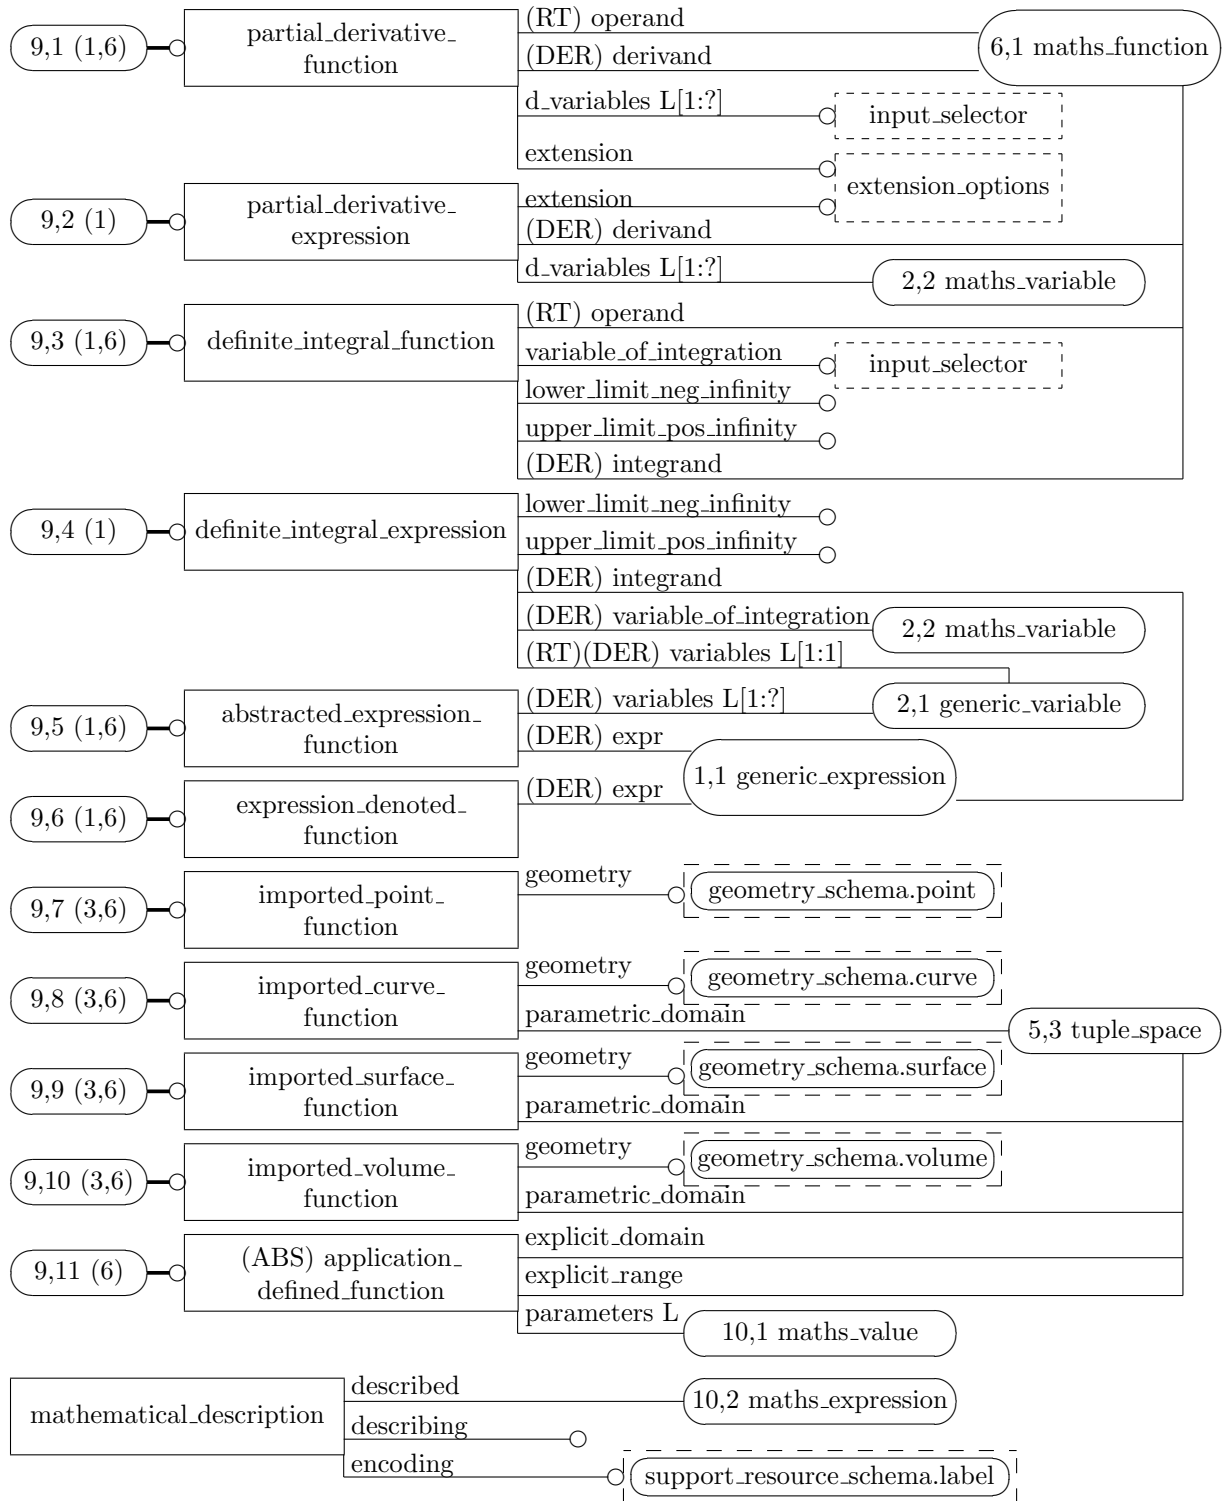 9,1 (1,6)
partial_derivative_
function
(RT) operand
(DER) derivand
6,1 maths_function
d_variables L[1:?]
input_selector
extension
extension_options
9,2 (1)
partial_derivative_
expression
extension
(DER) derivand
d_variables L[1:?]
2,2 maths_variable
9,3 (1,6)
definite_integral_function
(RT) operand
variable_of_integration
input_selector
lower_limit_neg_infinity
upper_limit_pos_infinity
(DER) integrand
9,4 (1)
definite_integral_expression
lower_limit_neg_infinity
upper_limit_pos_infinity
(DER) integrand
(DER) variable_of_integration
2,2 maths_variable
(RT)(DER) variables L[1:1]
9,5 (1,6)
abstracted_expression_
function
(DER) variables L[1:?]
2,1 generic_variable
(DER) expr
1,1 generic_expression
9,6 (1,6)
expression_denoted_
function
(DER) expr
9,7 (3,6)
imported_point_
function
geometry
geometry_schema.point
9,8 (3,6)
imported_curve_
function
geometry
geometry_schema.curve
parametric_domain
5,3 tuple_space
9,9 (3,6)
imported_surface_
function
geometry
geometry_schema.surface
parametric_domain
9,10 (3,6)
imported_volume_
function
geometry
geometry_schema.volume
parametric_domain
9,11 (6)
(ABS) application_
defined_function
explicit_domain
explicit_range
parameters L
10,1 maths_value
mathematical_description
described
10,2 maths_expression
describing
encoding
support_resource_schema.label